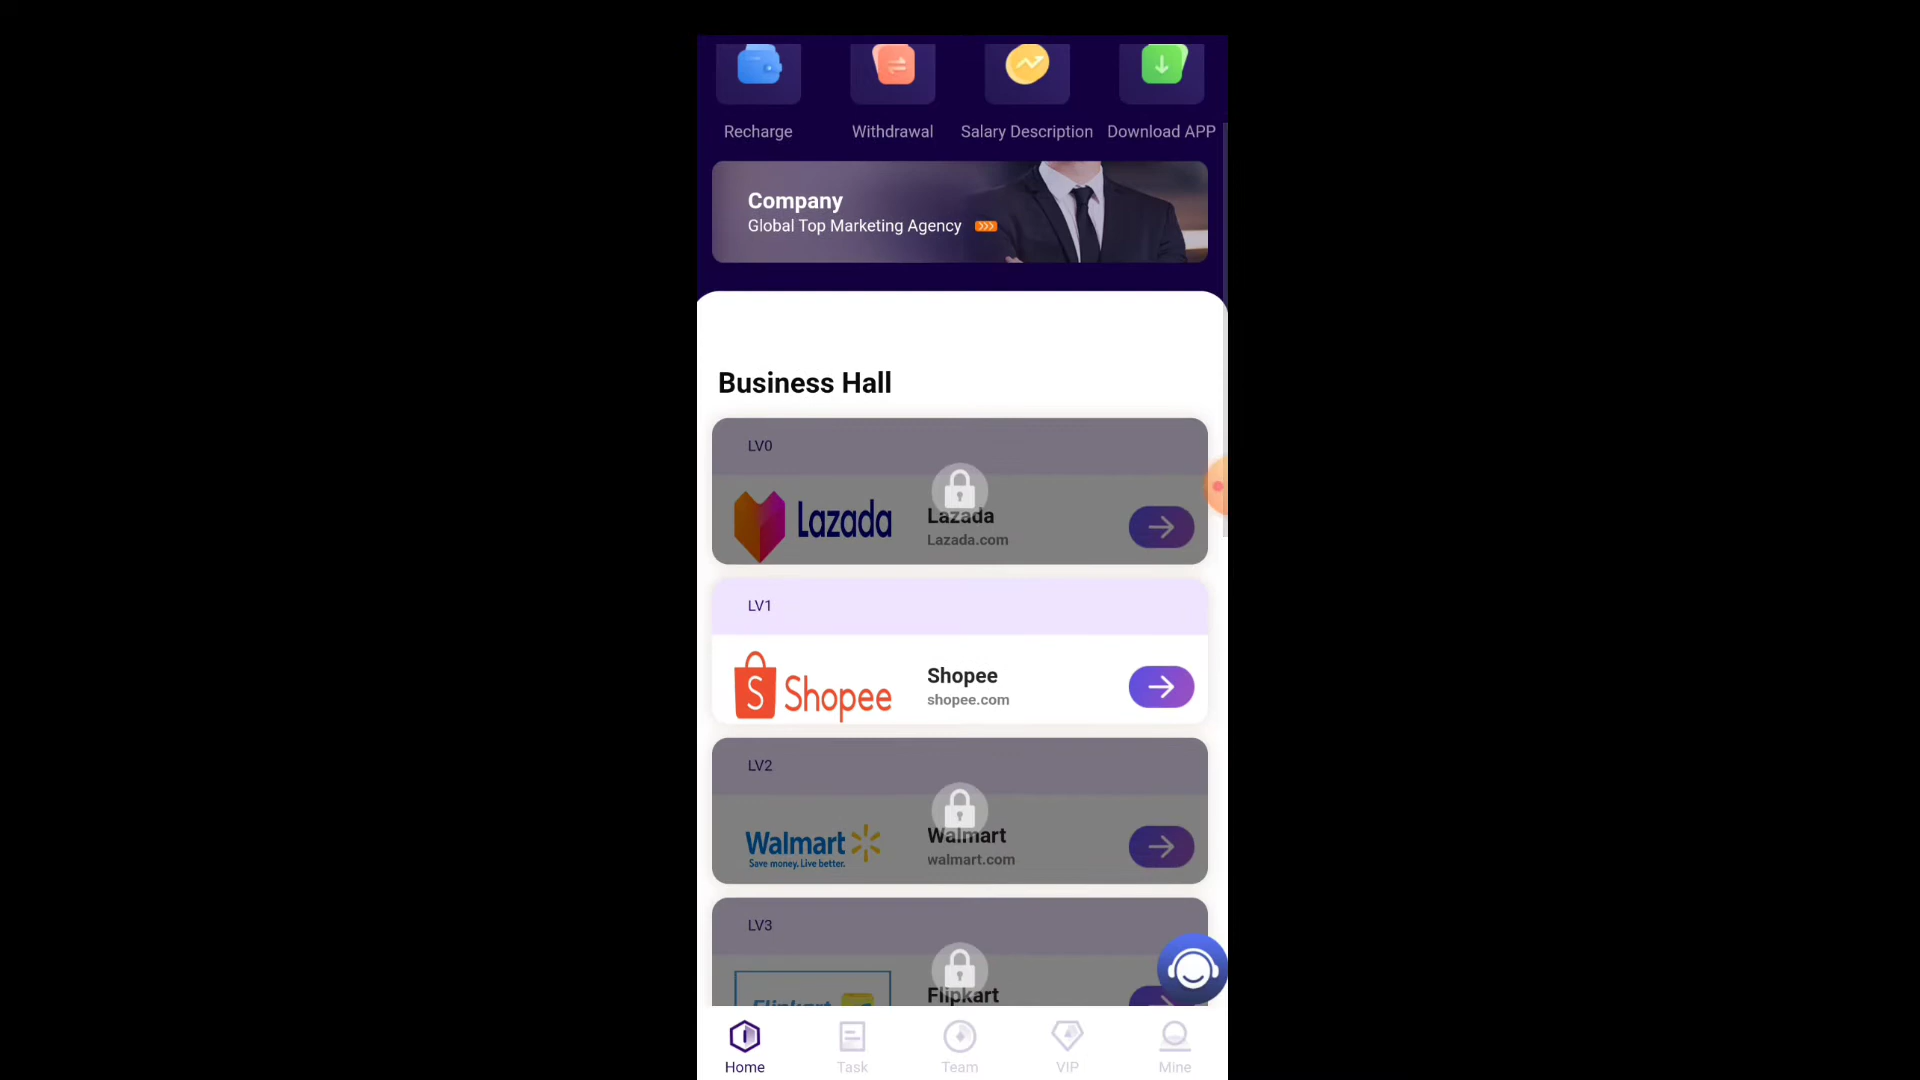 Recharge
Withdrawal
Salary Description
Download APP
Company
Global Top Marketing Agency
Business Hall
LV0
Lazada
Lazada
Lazada.com
LV1
S Shopee
Shopee
shopee.com
LV2
Walmart
Save money. Live better.
Walmart
walmart.com
LV3
Flipkart
Flipkart
Home
Task
Team
VIP
Mine